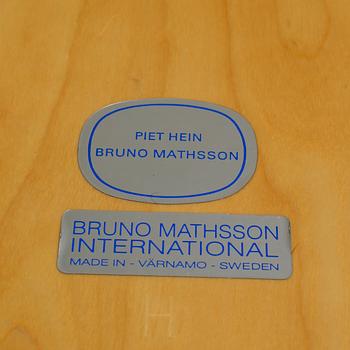 PIET HEIN
BRUNO MATHSSON
BRUNO MATHSSON
INTERNATIONAL
MADE IN - VÄRNAMO - SWEDEN